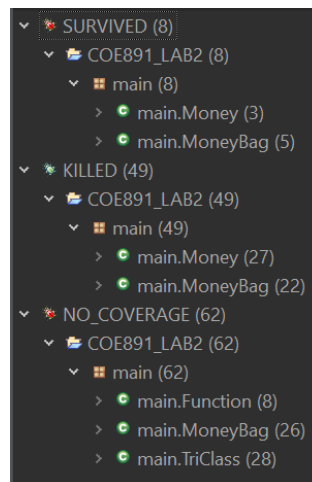 SURVIVED (8)
COE891_LAB2 (8)
main (8)
main.Money (3)
main.MoneyBag (5)
KILLED (49)
COE891_LAB2 (49)
main (49)
main.Money (27)
main.MoneyBag (22)
NO_COVERAGE (62)
COE891_LAB2 (62)
main (62)
main.Function (8)
main.MoneyBag (26)
main.TriClass (28)